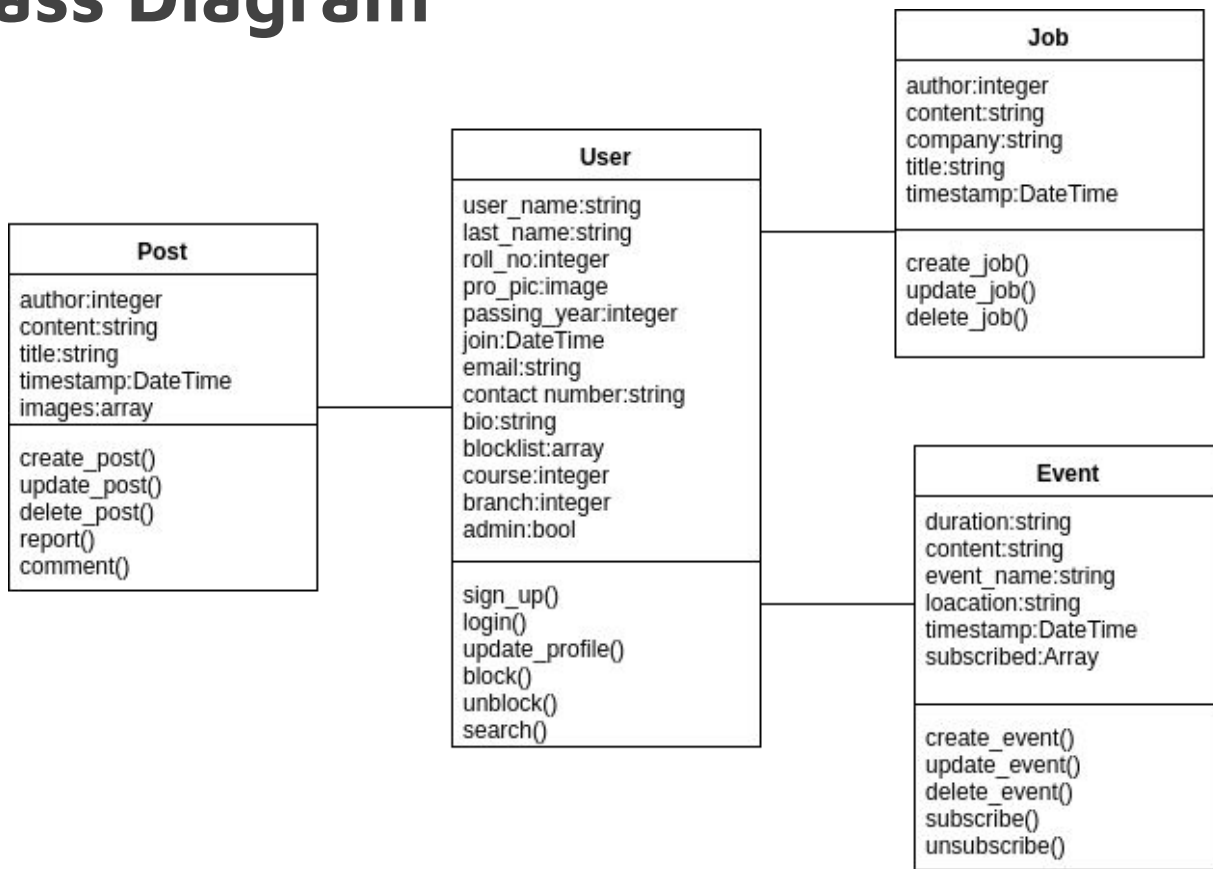 ass Diagram
Job
author:integer
content:string
company:string
title:string
timestamp:DateTime
create_job()
update_job()
delete_job()
User
user_name:string
last_name:string
roll_no:integer
pro_pic:image
passing_year:integer
join:DateTime
email:string
contact number:string
bio:string
blocklist:array
course:integer
branch:integer
admin:bool
sign_up()
login()
update_profile()
block()
unblock()
search()
Post
author:integer
content:string
title:string
timestamp:DateTime
images:array
create_post()
update_post()
delete_post()
report()
comment()
Event
duration:string
content:string
event_name:string
loacation:string
timestamp:DateTime
subscribed:Array
create_event()
update_event()
delete_event()
subscribe()
unsubscribe()